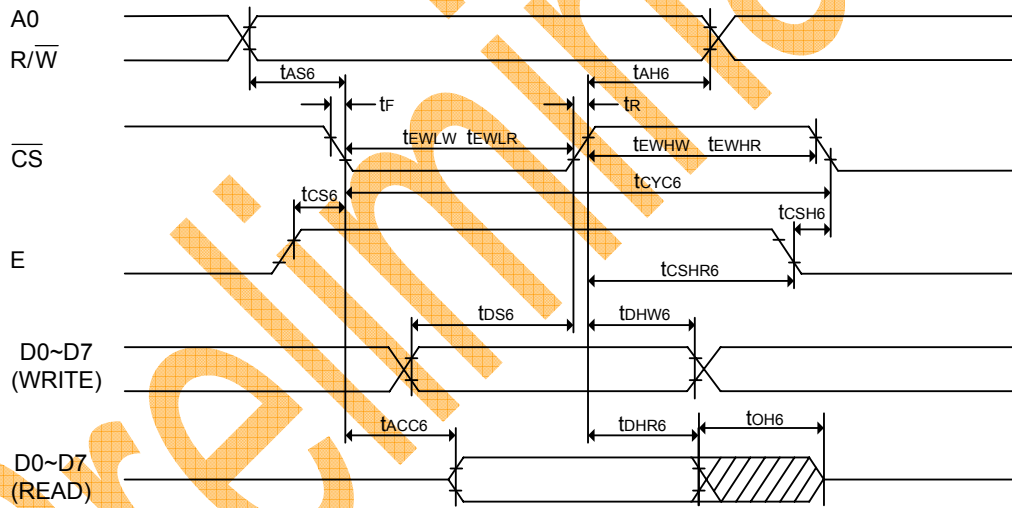 A0
R/W
tAS6
tAH6
tF
tR
CS
tEWLW tEWLR
tEWHW tEWHR
tCYC6
tCS6
tCSH6
E
tCSHR6
tDS6
tDHW6
D0~D7
(WRITE)
tACC6
tDHR6
tOH6
D0~D7
(READ)